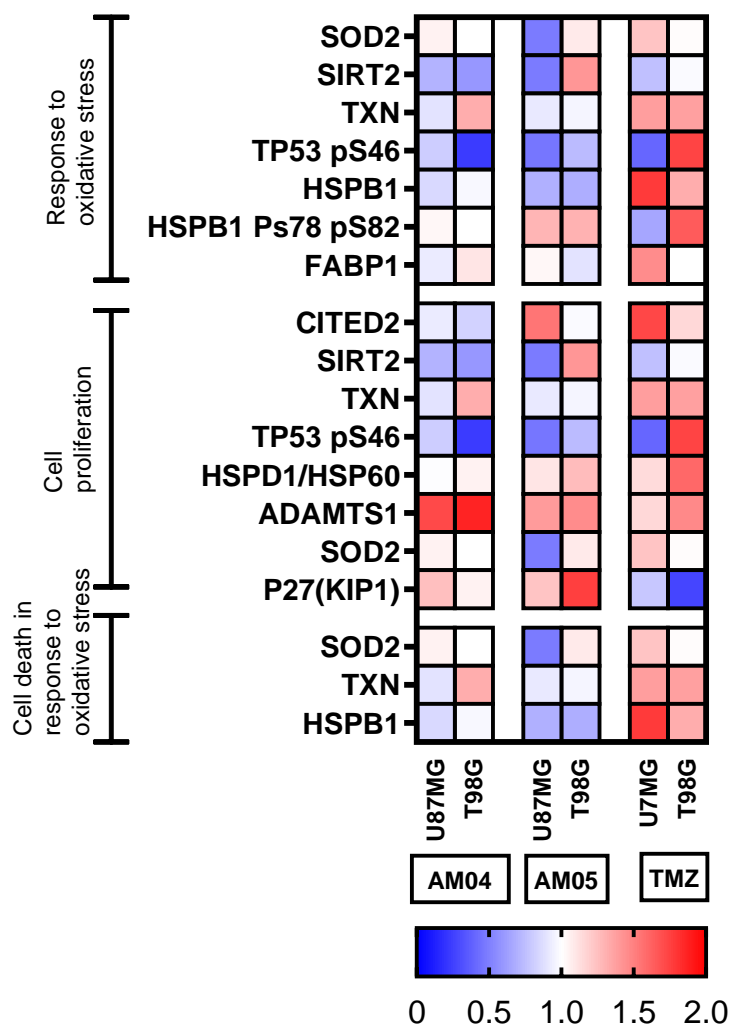 Response to
oxidative stress
SOD2
SIRT2
TXN
TP53 pS46
HSPB1
HSPB1 Ps78 pS82
FABP1
Cell
proliferation
CITED2
SIRT2
TXN
TP53 pS46
HSPD1/HSP60
ADAMTS1
SOD2
P27(KIP1)
Cell death in
response to
oxidative stress
SOD2
TXN
HSPB1
U87MG T98G U87MG T98G U7MG T98G
AM04 AM05 TMZ
0 0.5 1.0 1.5 2.0